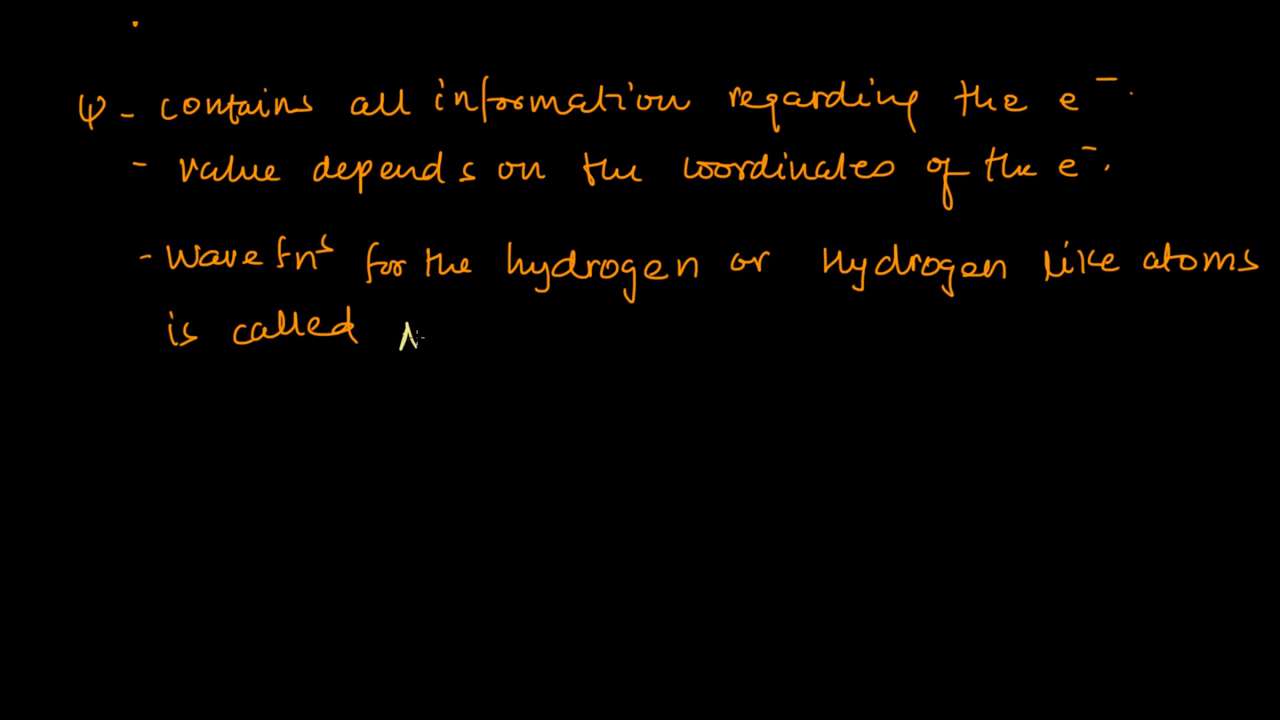 ψ - contains all information regarding the e⁻.
- value depends on the coordinates of the e⁻.
- Wave fnˢ for the hydrogen or Hydrogen like atoms
is called